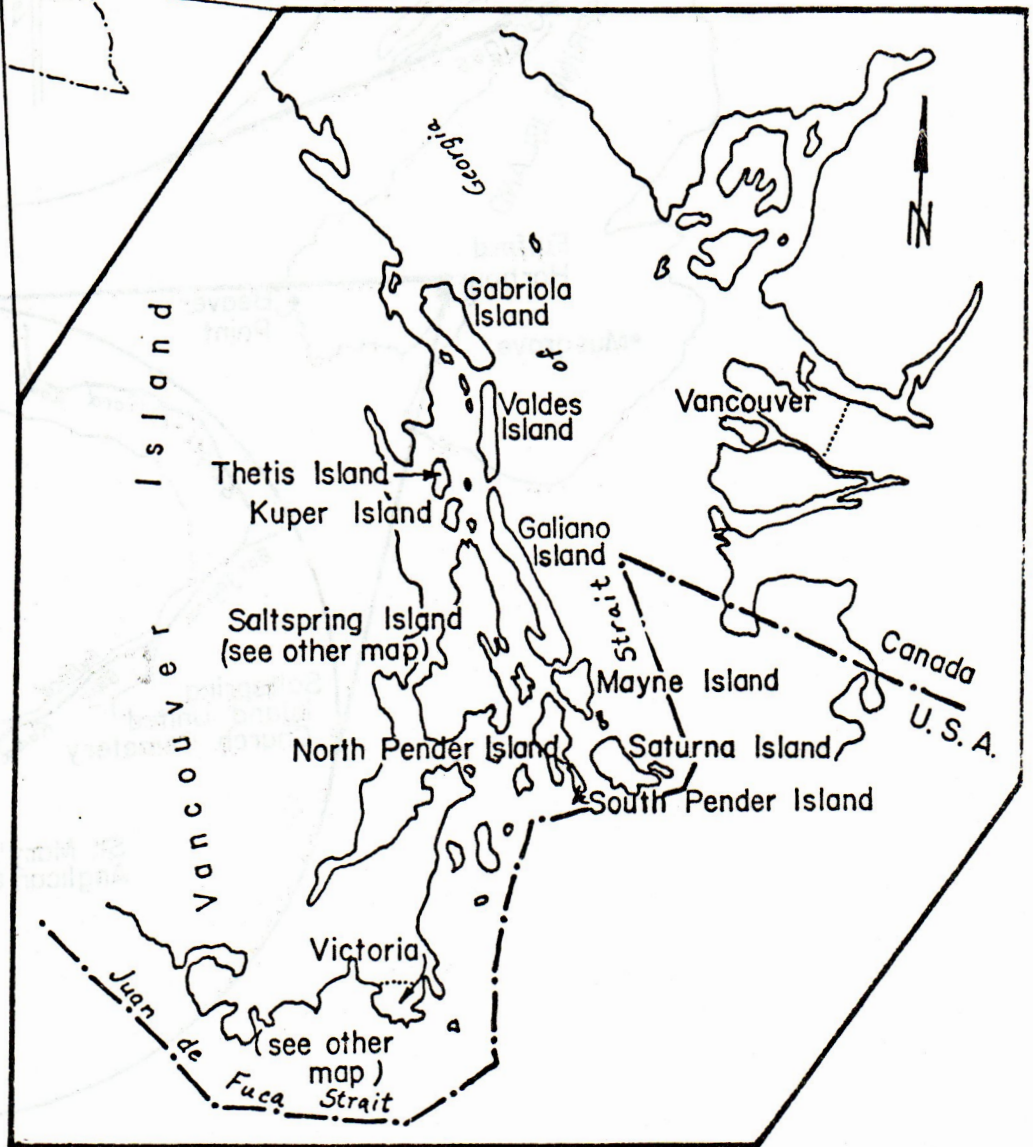 Georgia
N
Gabriola
Island
of
Vancouver
Valdes
Island
Thetis Island
Kuper Island
Galiano
Island
Strait
Saltspring Island
(see other map)
Canada
U. S. A.
Mayne Island
North Pender Island
Saturna Island
South Pender Island
Vancouver Island
Victoria
(see other
map)
Juan de Fuca Strait